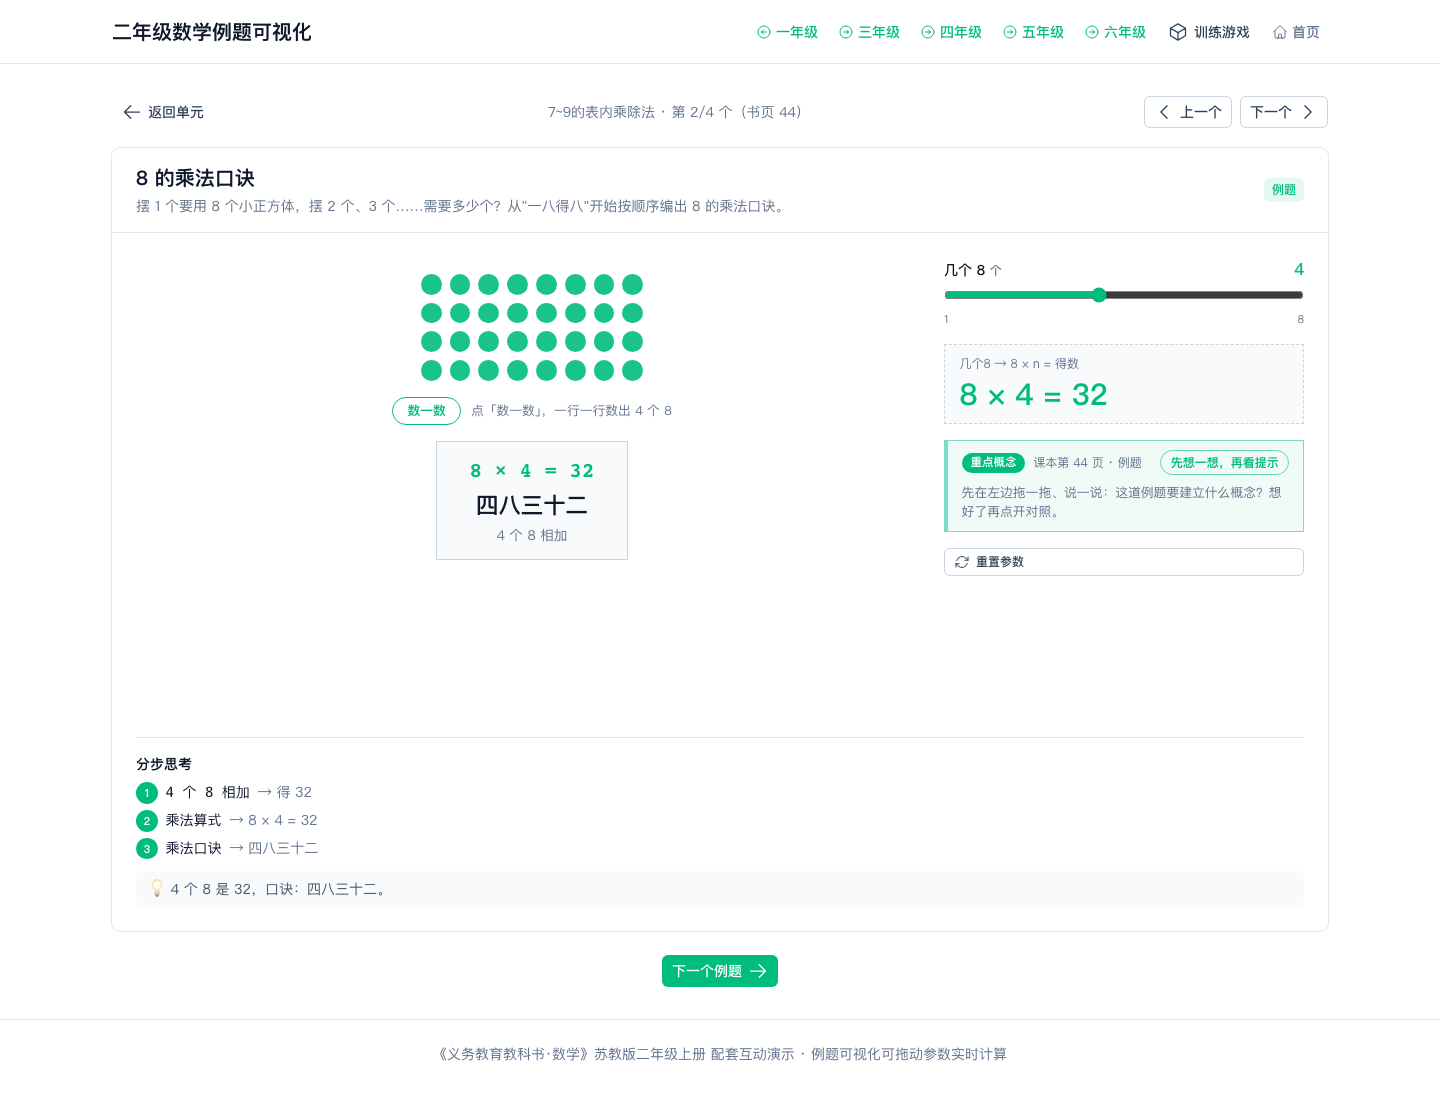 二年级数学例题可视化
一年级 三年级 四年级 五年级 六年级 训练游戏 首页
返回单元
7~9的表内乘除法 · 第 2/4 个（书页 44）
上一个 下一个
8 的乘法口诀
摆 1 个要用 8 个小正方体，摆 2 个、3 个……需要多少个？从"一八得八"开始按顺序编出 8 的乘法口诀。
例题
数一数 点「数一数」，一行一行数出 4 个 8
8 × 4 = 32
四八三十二
4 个 8 相加
几个 8 个 4
1 8
几个8 → 8 × n = 得数
8 × 4 = 32
重点概念 课本第 44 页 · 例题 先想一想，再看提示
先在左边拖一拖、说一说：这道例题要建立什么概念？想
好了再点开对照。
重置参数
分步思考
1 4 个 8 相加 → 得 32
2 乘法算式 → 8 × 4 = 32
3 乘法口诀 → 四八三十二
💡 4 个 8 是 32，口诀：四八三十二。
下一个例题 →
《义务教育教科书·数学》苏教版二年级上册 配套互动演示 · 例题可视化可拖动参数实时计算